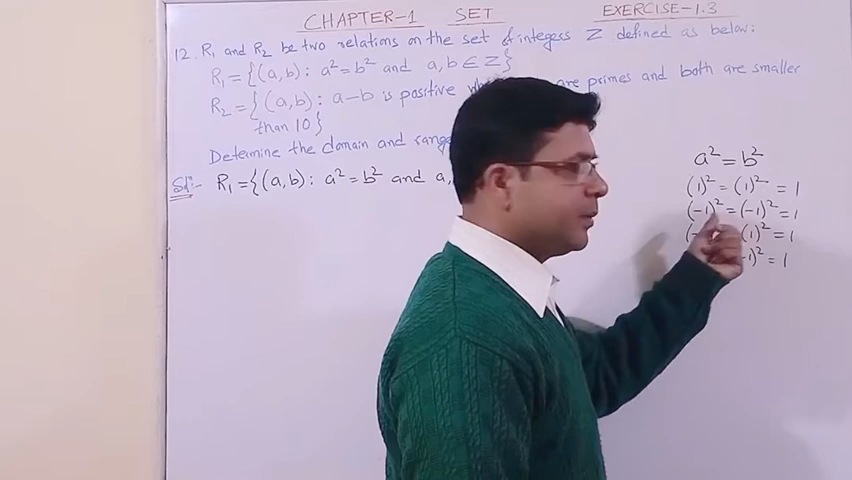 CHAPTER-1 SET EXERCISE-1.3
12. R₁ and R₂ be two relations on the set of integess Z defined as below:
R₁ = {(a,b): a² = b² and a,b ∈ Z}
R₂ = {(a,b): a-b is positive are primes and both are smaller
than 10}
Detemine the domain and rang
Sol:- R₁ = {(a,b): a² = b² and a,
a² = b²
(1)² = (1)² = 1
(-1)² = (-1)² = 1
(1)² = 1
-1)² = 1